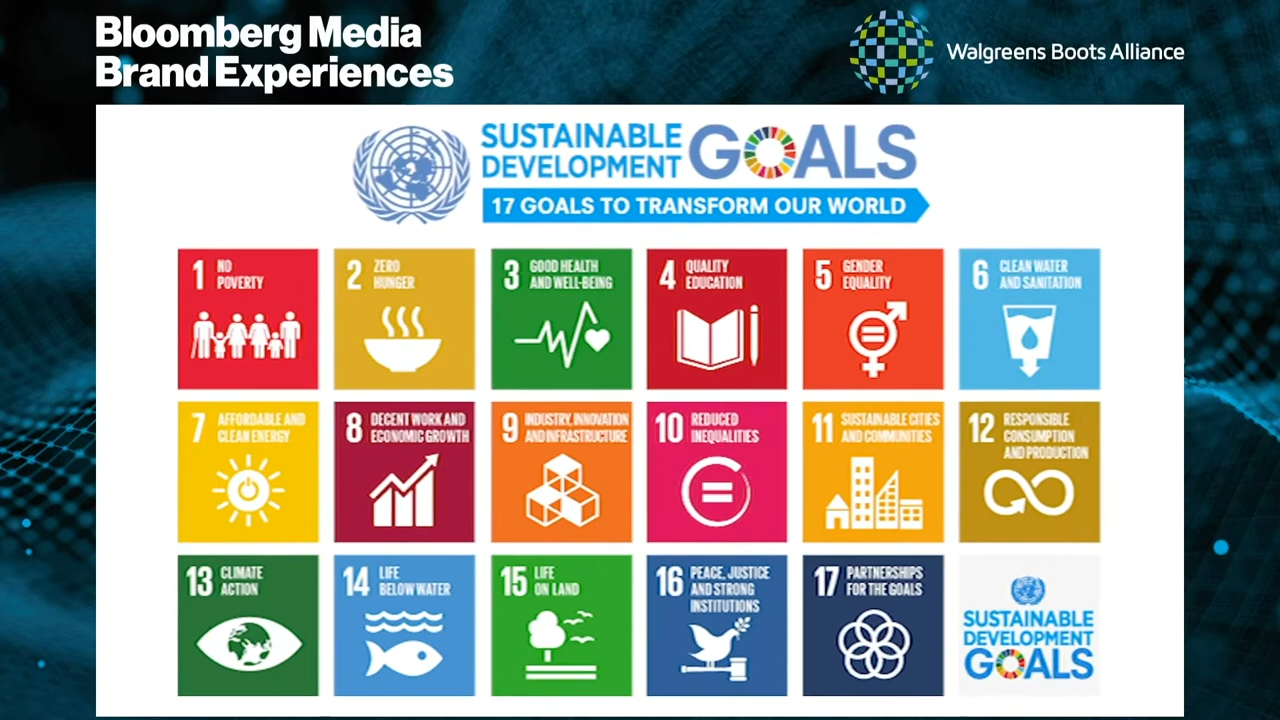 Bloomberg Media
Brand Experiences
Walgreens Boots Alliance
SUSTAINABLE
DEVELOPMENT
GOALS
17 GOALS TO TRANSFORM OUR WORLD
1 NO
POVERTY
2 ZERO
HUNGER
3 GOOD HEALTH
AND WELL-BEING
4 QUALITY
EDUCATION
5 GENDER
EQUALITY
6 CLEAN WATER
AND SANITATION
7 AFFORDABLE AND
CLEAN ENERGY
8 DECENT WORK AND
ECONOMIC GROWTH
9 INDUSTRY, INNOVATION
AND INFRASTRUCTURE
10 REDUCED
INEQUALITIES
11 SUSTAINABLE CITIES
AND COMMUNITIES
12 RESPONSIBLE
CONSUMPTION
AND PRODUCTION
13 CLIMATE
ACTION
14 LIFE
BELOW WATER
15 LIFE
ON LAND
16 PEACE, JUSTICE
AND STRONG
INSTITUTIONS
17 PARTNERSHIPS
FOR THE GOALS
SUSTAINABLE
DEVELOPMENT
GOALS